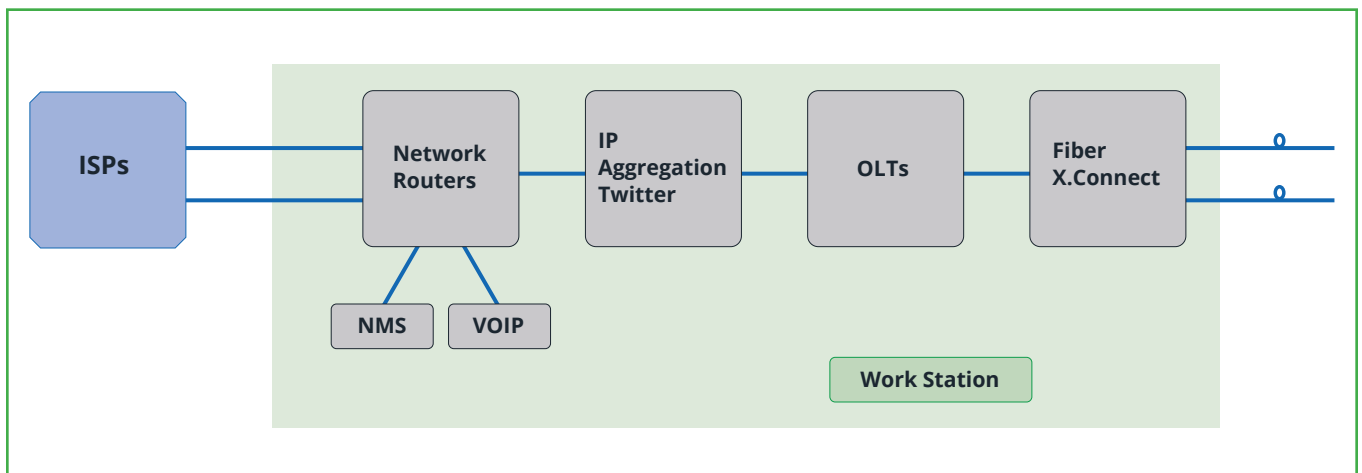 ISPs
Network
Routers
IP
Aggregation
Twitter
OLTs
Fiber
X.Connect
NMS
VOIP
Work Station